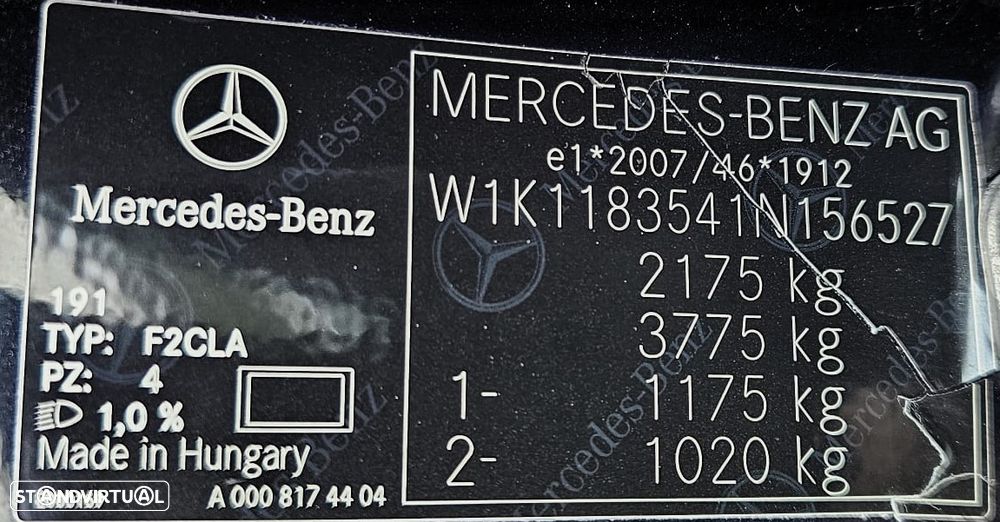 Mercedes-Benz
191
TYP: F2CLA
PZ: 4
1,0 %
Made in Hungary
A 000 817 44 04
MERCEDES-BENZ AG
e1*2007/46*1912
W1K1183541N156527
2175 kg
3775 kg
1- 1175 kg
2- 1020 kg
STANDVIRTUAL